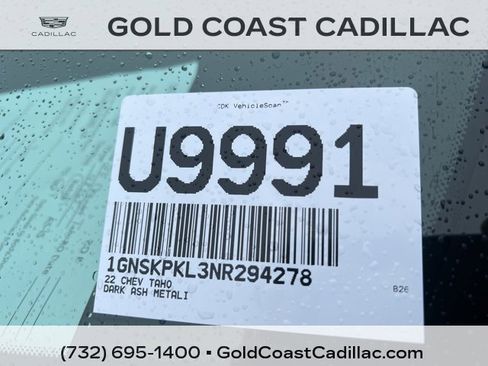 CADILLAC
GOLD COAST CADILLAC
CDK VehicleScan™
U9991
1GNSKPKL3NR294278
22 CHEV TAHO
DARK ASH METALI
B26
(732) 695-1400 ▪ GoldCoastCadillac.com